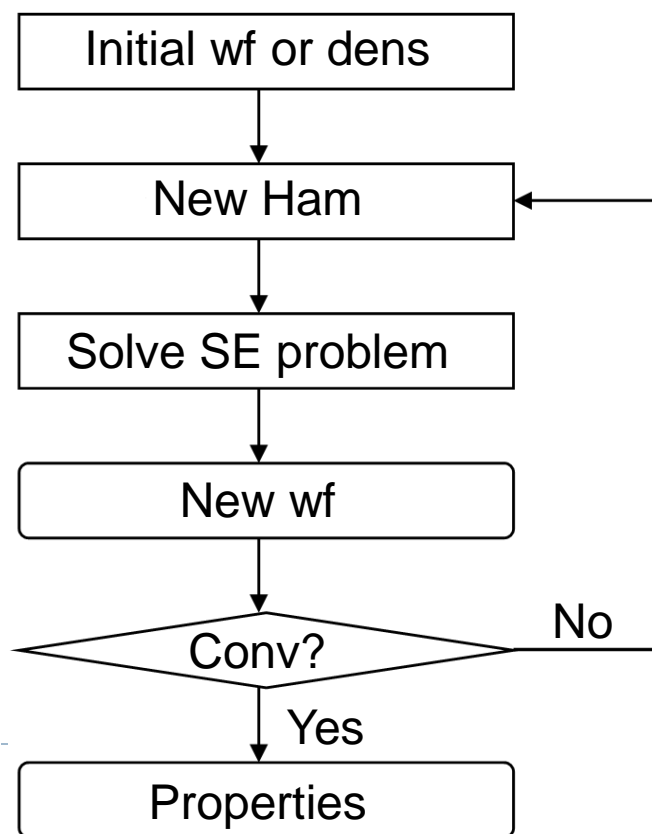 Initial wf or dens
New Ham
Solve SE problem
New wf
Conv?
No
Yes
Properties